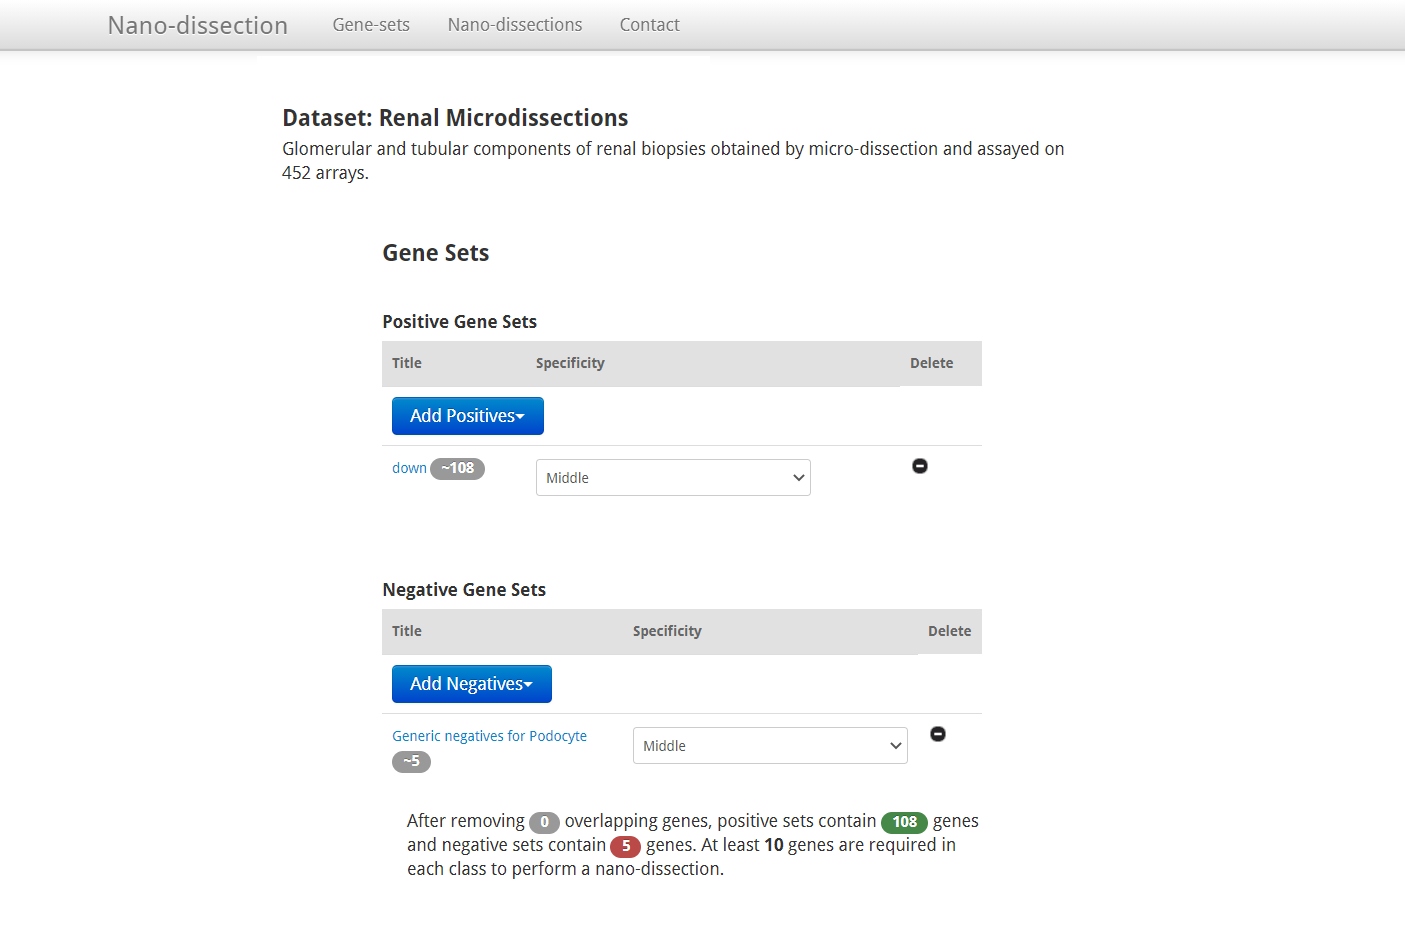 Nano-dissection Gene-sets Nano-dissections Contact
Dataset: Renal Microdissections
Glomerular and tubular components of renal biopsies obtained by micro-dissection and assayed on
452 arrays.
Gene Sets
Positive Gene Sets
Title Specificity Delete
Add Positives
down ~108 Middle
Negative Gene Sets
Title Specificity Delete
Add Negatives
Generic negatives for Podocyte Middle
~5
After removing 0 overlapping genes, positive sets contain 108 genes
and negative sets contain 5 genes. At least 10 genes are required in
each class to perform a nano-dissection.